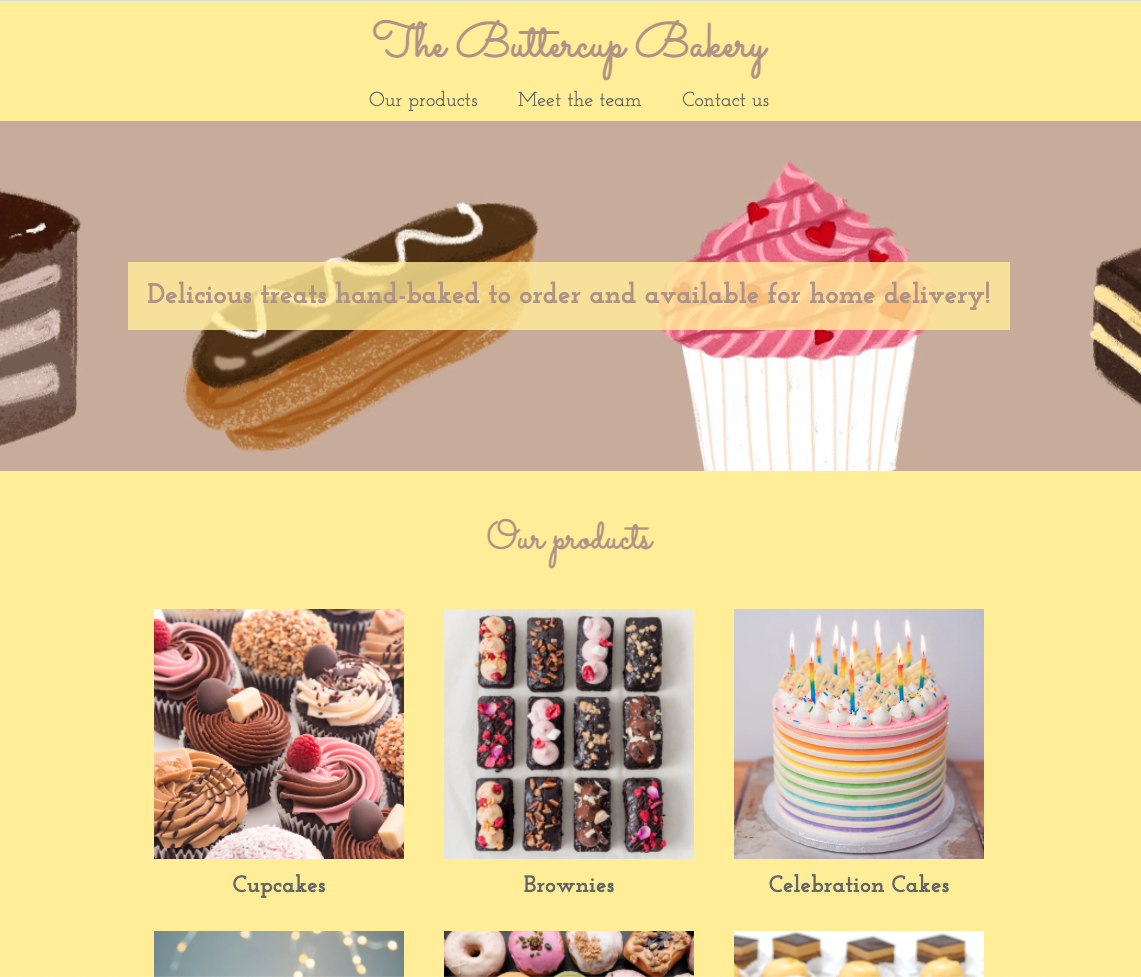 The Buttercup Bakery
Our products Meet the team Contact us
Delicious treats hand-baked to order and available for home delivery!
Our products
Cupcakes Brownies Celebration Cakes